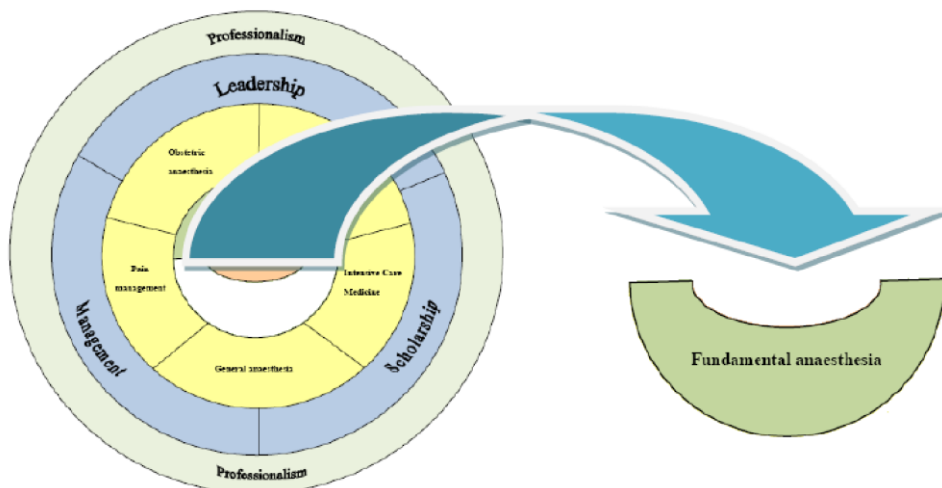 Professionalism
Leadership
Obstetric
anaesthesia
Pain
management
Intensive Care
Medicine
Management
Scholarship
General anaesthesia
Fundamental anaesthesia
Professionalism